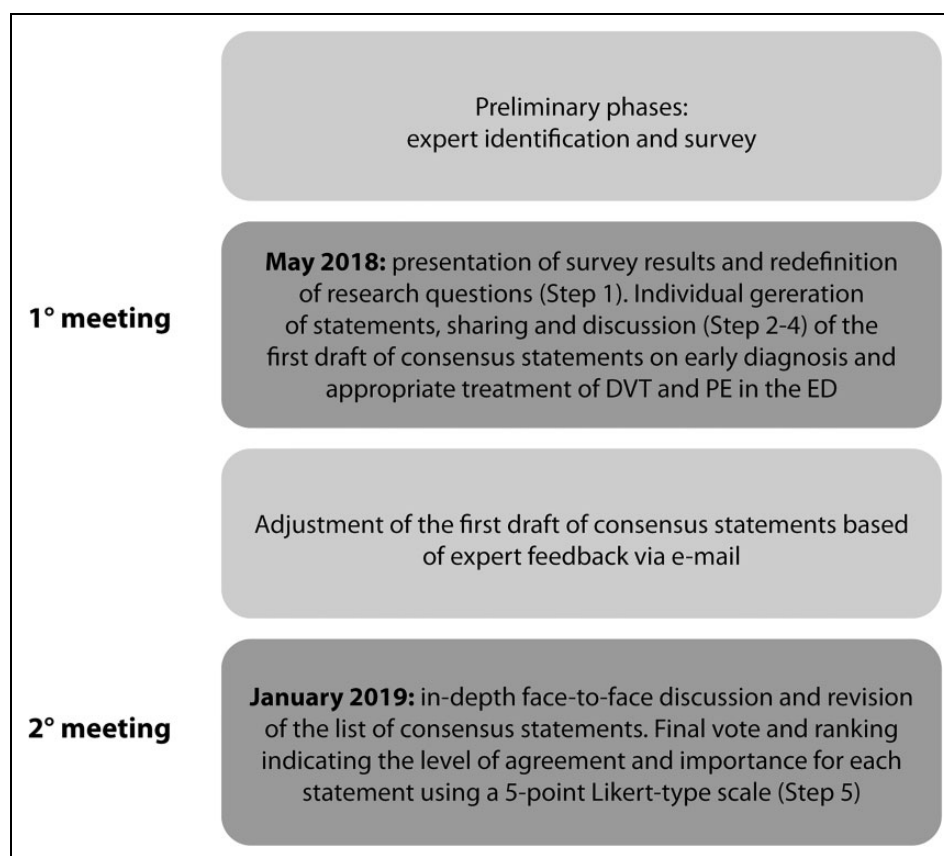 Preliminary phases:
expert identification and survey
1° meeting
May 2018: presentation of survey results and redefinition
of research questions (Step 1). Individual gereration
of statements, sharing and discussion (Step 2-4) of the
first draft of consensus statements on early diagnosis and
appropriate treatment of DVT and PE in the ED
Adjustment of the first draft of consensus statements based
of expert feedback via e-mail
2° meeting
January 2019: in-depth face-to-face discussion and revision
of the list of consensus statements. Final vote and ranking
indicating the level of agreement and importance for each
statement using a 5-point Likert-type scale (Step 5)